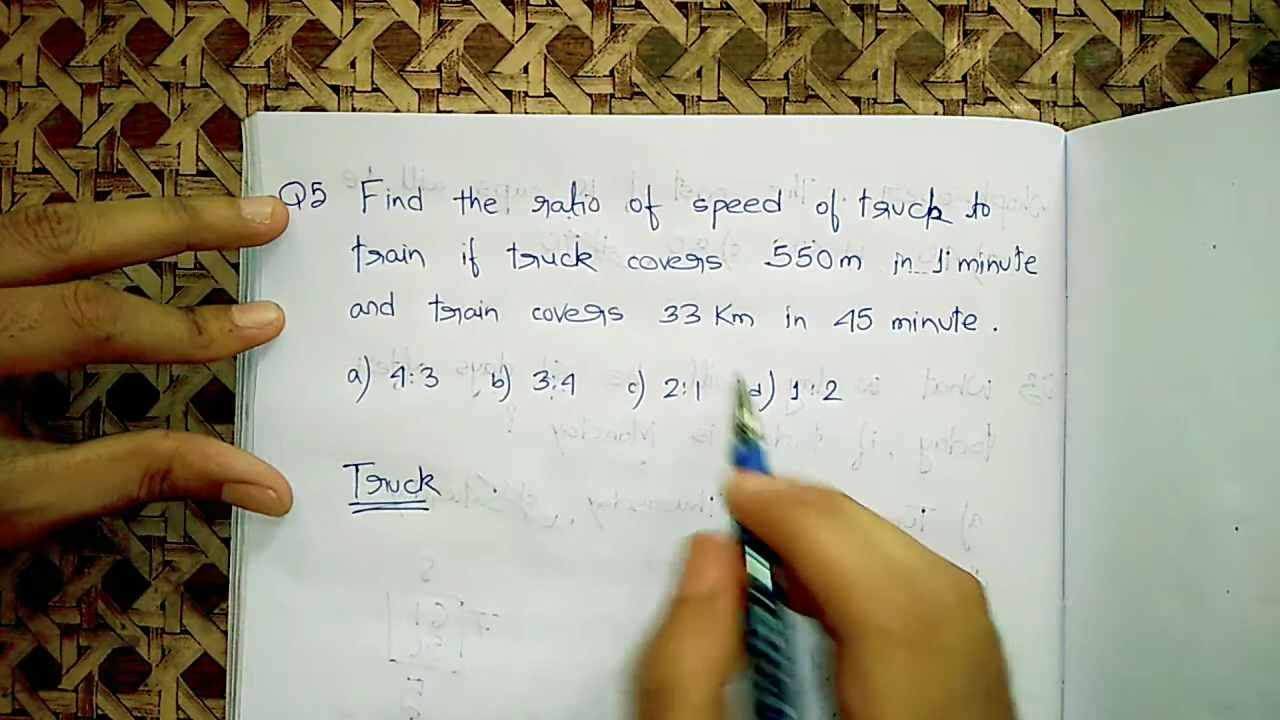 Q5 Find the ratio of speed of truck to
train if truck covers 550m in 1 minute
and train covers 33 Km in 45 minute.
a) 4:3 b) 3:4 c) 2:1 d) 1:2
Truck